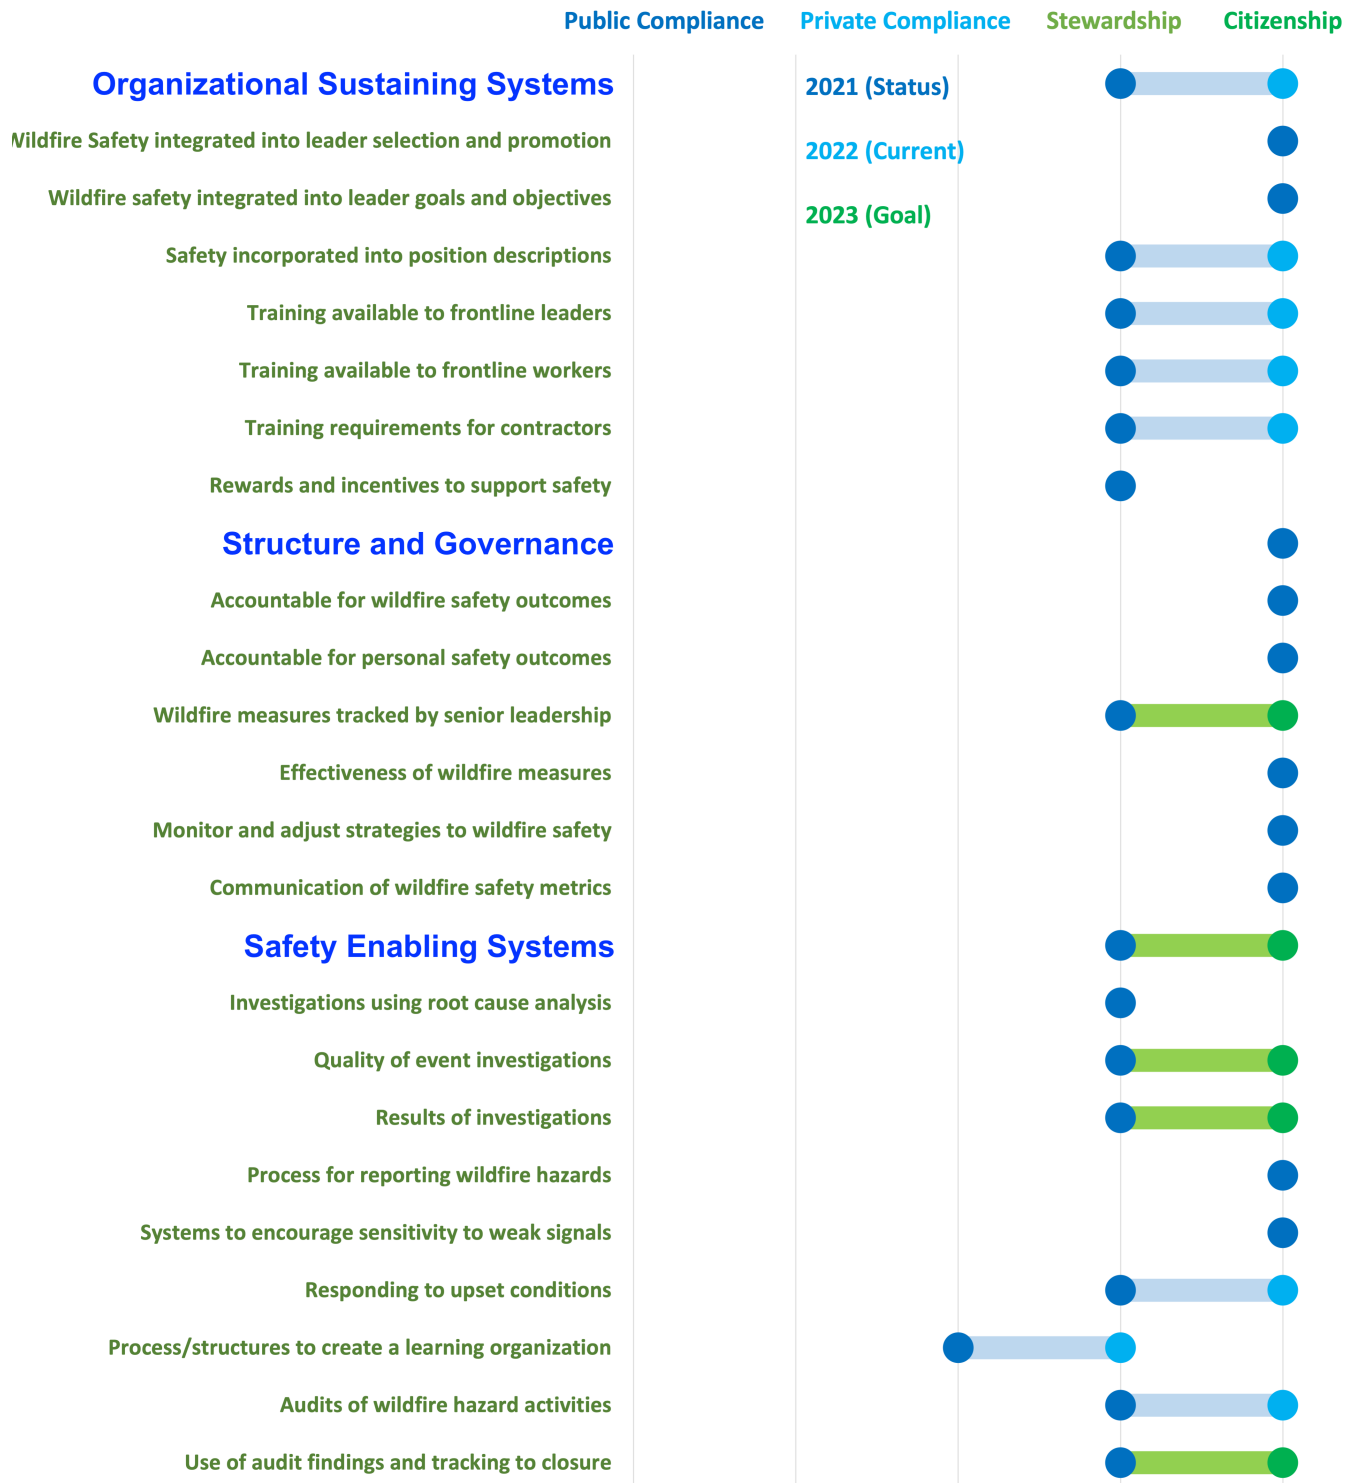 Public Compliance Private Compliance Stewardship Citizenship
Organizational Sustaining Systems
2021 (Status)
Wildfire Safety integrated into leader selection and promotion
2022 (Current)
Wildfire safety integrated into leader goals and objectives
2023 (Goal)
Safety incorporated into position descriptions
Training available to frontline leaders
Training available to frontline workers
Training requirements for contractors
Rewards and incentives to support safety
Structure and Governance
Accountable for wildfire safety outcomes
Accountable for personal safety outcomes
Wildfire measures tracked by senior leadership
Effectiveness of wildfire measures
Monitor and adjust strategies to wildfire safety
Communication of wildfire safety metrics
Safety Enabling Systems
Investigations using root cause analysis
Quality of event investigations
Results of investigations
Process for reporting wildfire hazards
Systems to encourage sensitivity to weak signals
Responding to upset conditions
Process/structures to create a learning organization
Audits of wildfire hazard activities
Use of audit findings and tracking to closure